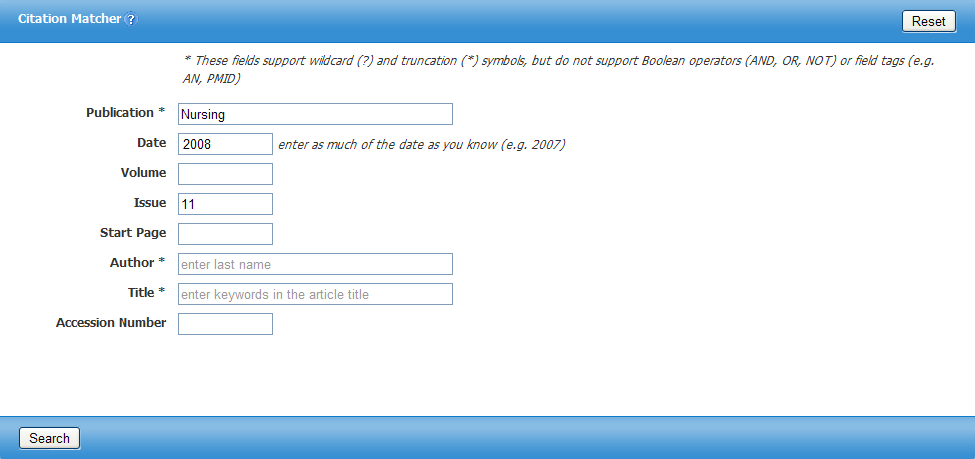 Citation Matcher ?
Reset
* These fields support wildcard (?) and truncation (*) symbols, but do not support Boolean operators (AND, OR, NOT) or field tags (e.g.
AN, PMID)
Publication * Nursing
Date 2008 enter as much of the date as you know (e.g. 2007)
Volume
Issue 11
Start Page
Author * enter last name
Title * enter keywords in the article title
Accession Number
Search